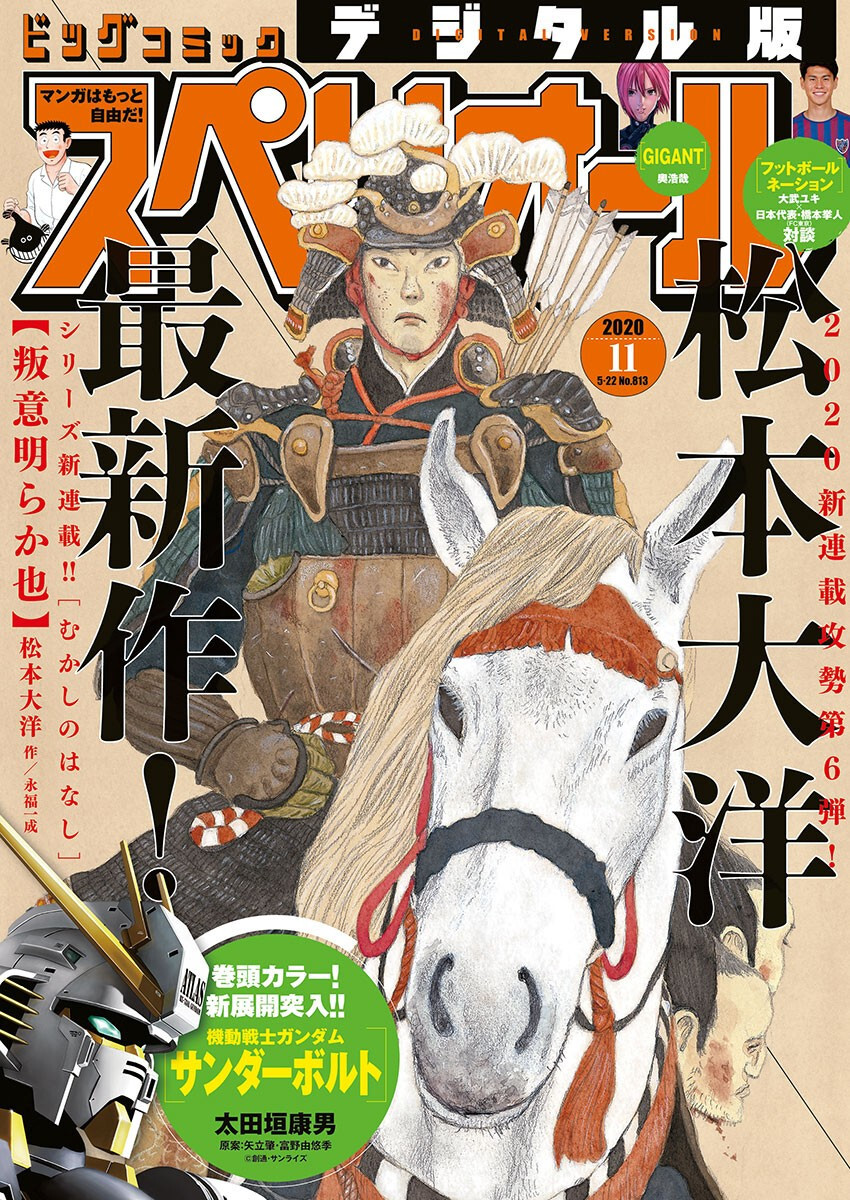 ビッグコミック
デジタル版
DIGITAL VERSION
スペリオール
マンガはもっと
自由だ!
[GIGANT]
奥浩哉
[フットボール
ネーション]
大武ユキ
×
日本代表・橋本拳人
(FC東京)
対談
2020
11
5・22 No.813
2020新連載攻勢第6弾!
松本大洋
最新作!
シリーズ新連載!!［むかしのはなし］
【叛意明らか也】松本大洋 作/永福一成
ATLAS
巻頭カラー!
新展開突入!!
機動戦士ガンダム
[サンダーボルト]
太田垣康男
原案:矢立肇・富野由悠季
©創通・サンライズ